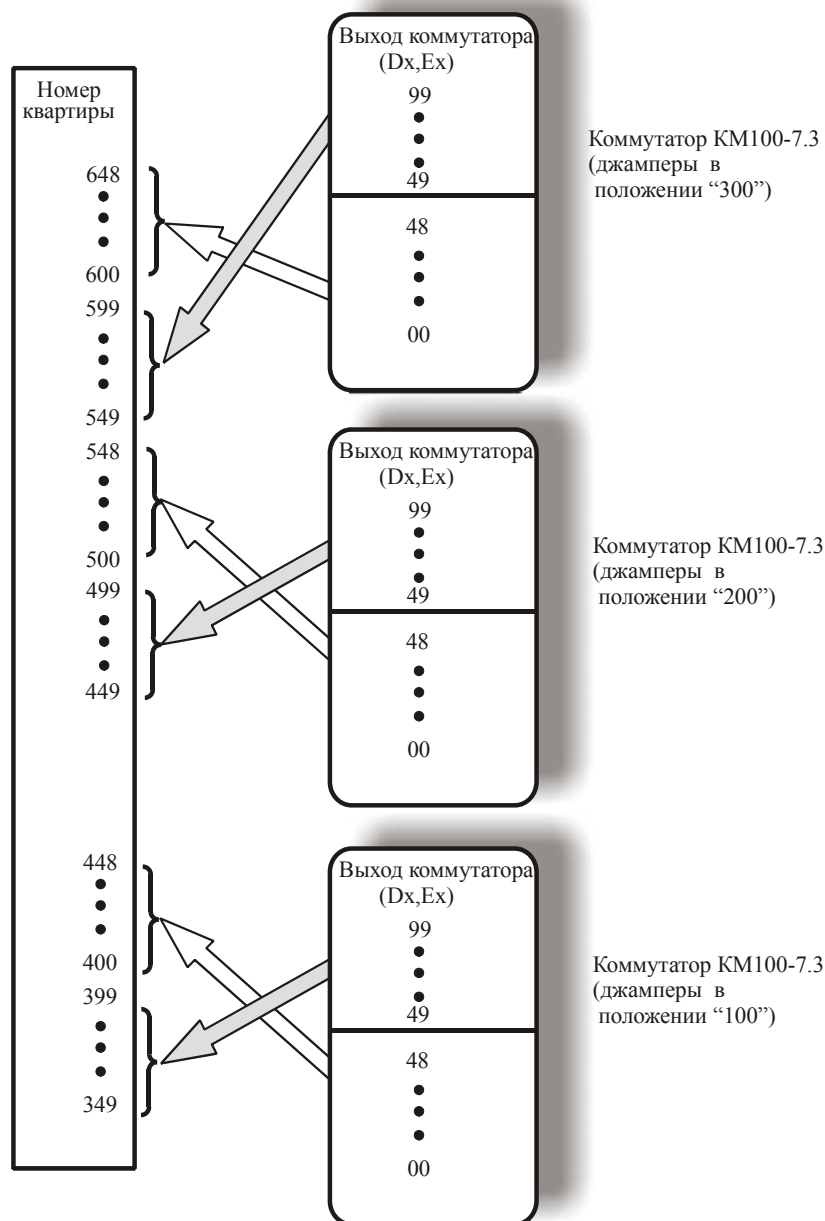 Номер
квартиры
648
600
599
549
548
500
499
449
448
400
399
349
Выход коммутатора
(Dx,Ex)
99
49
48
00
Коммутатор КМ100-7.3
(джамперы в
положении “300”)
Выход коммутатора
(Dx,Ex)
99
49
48
00
Коммутатор КМ100-7.3
(джамперы в
положении “200”)
Выход коммутатора
(Dx,Ex)
99
49
48
00
Коммутатор КМ100-7.3
(джамперы в
положении “100”)